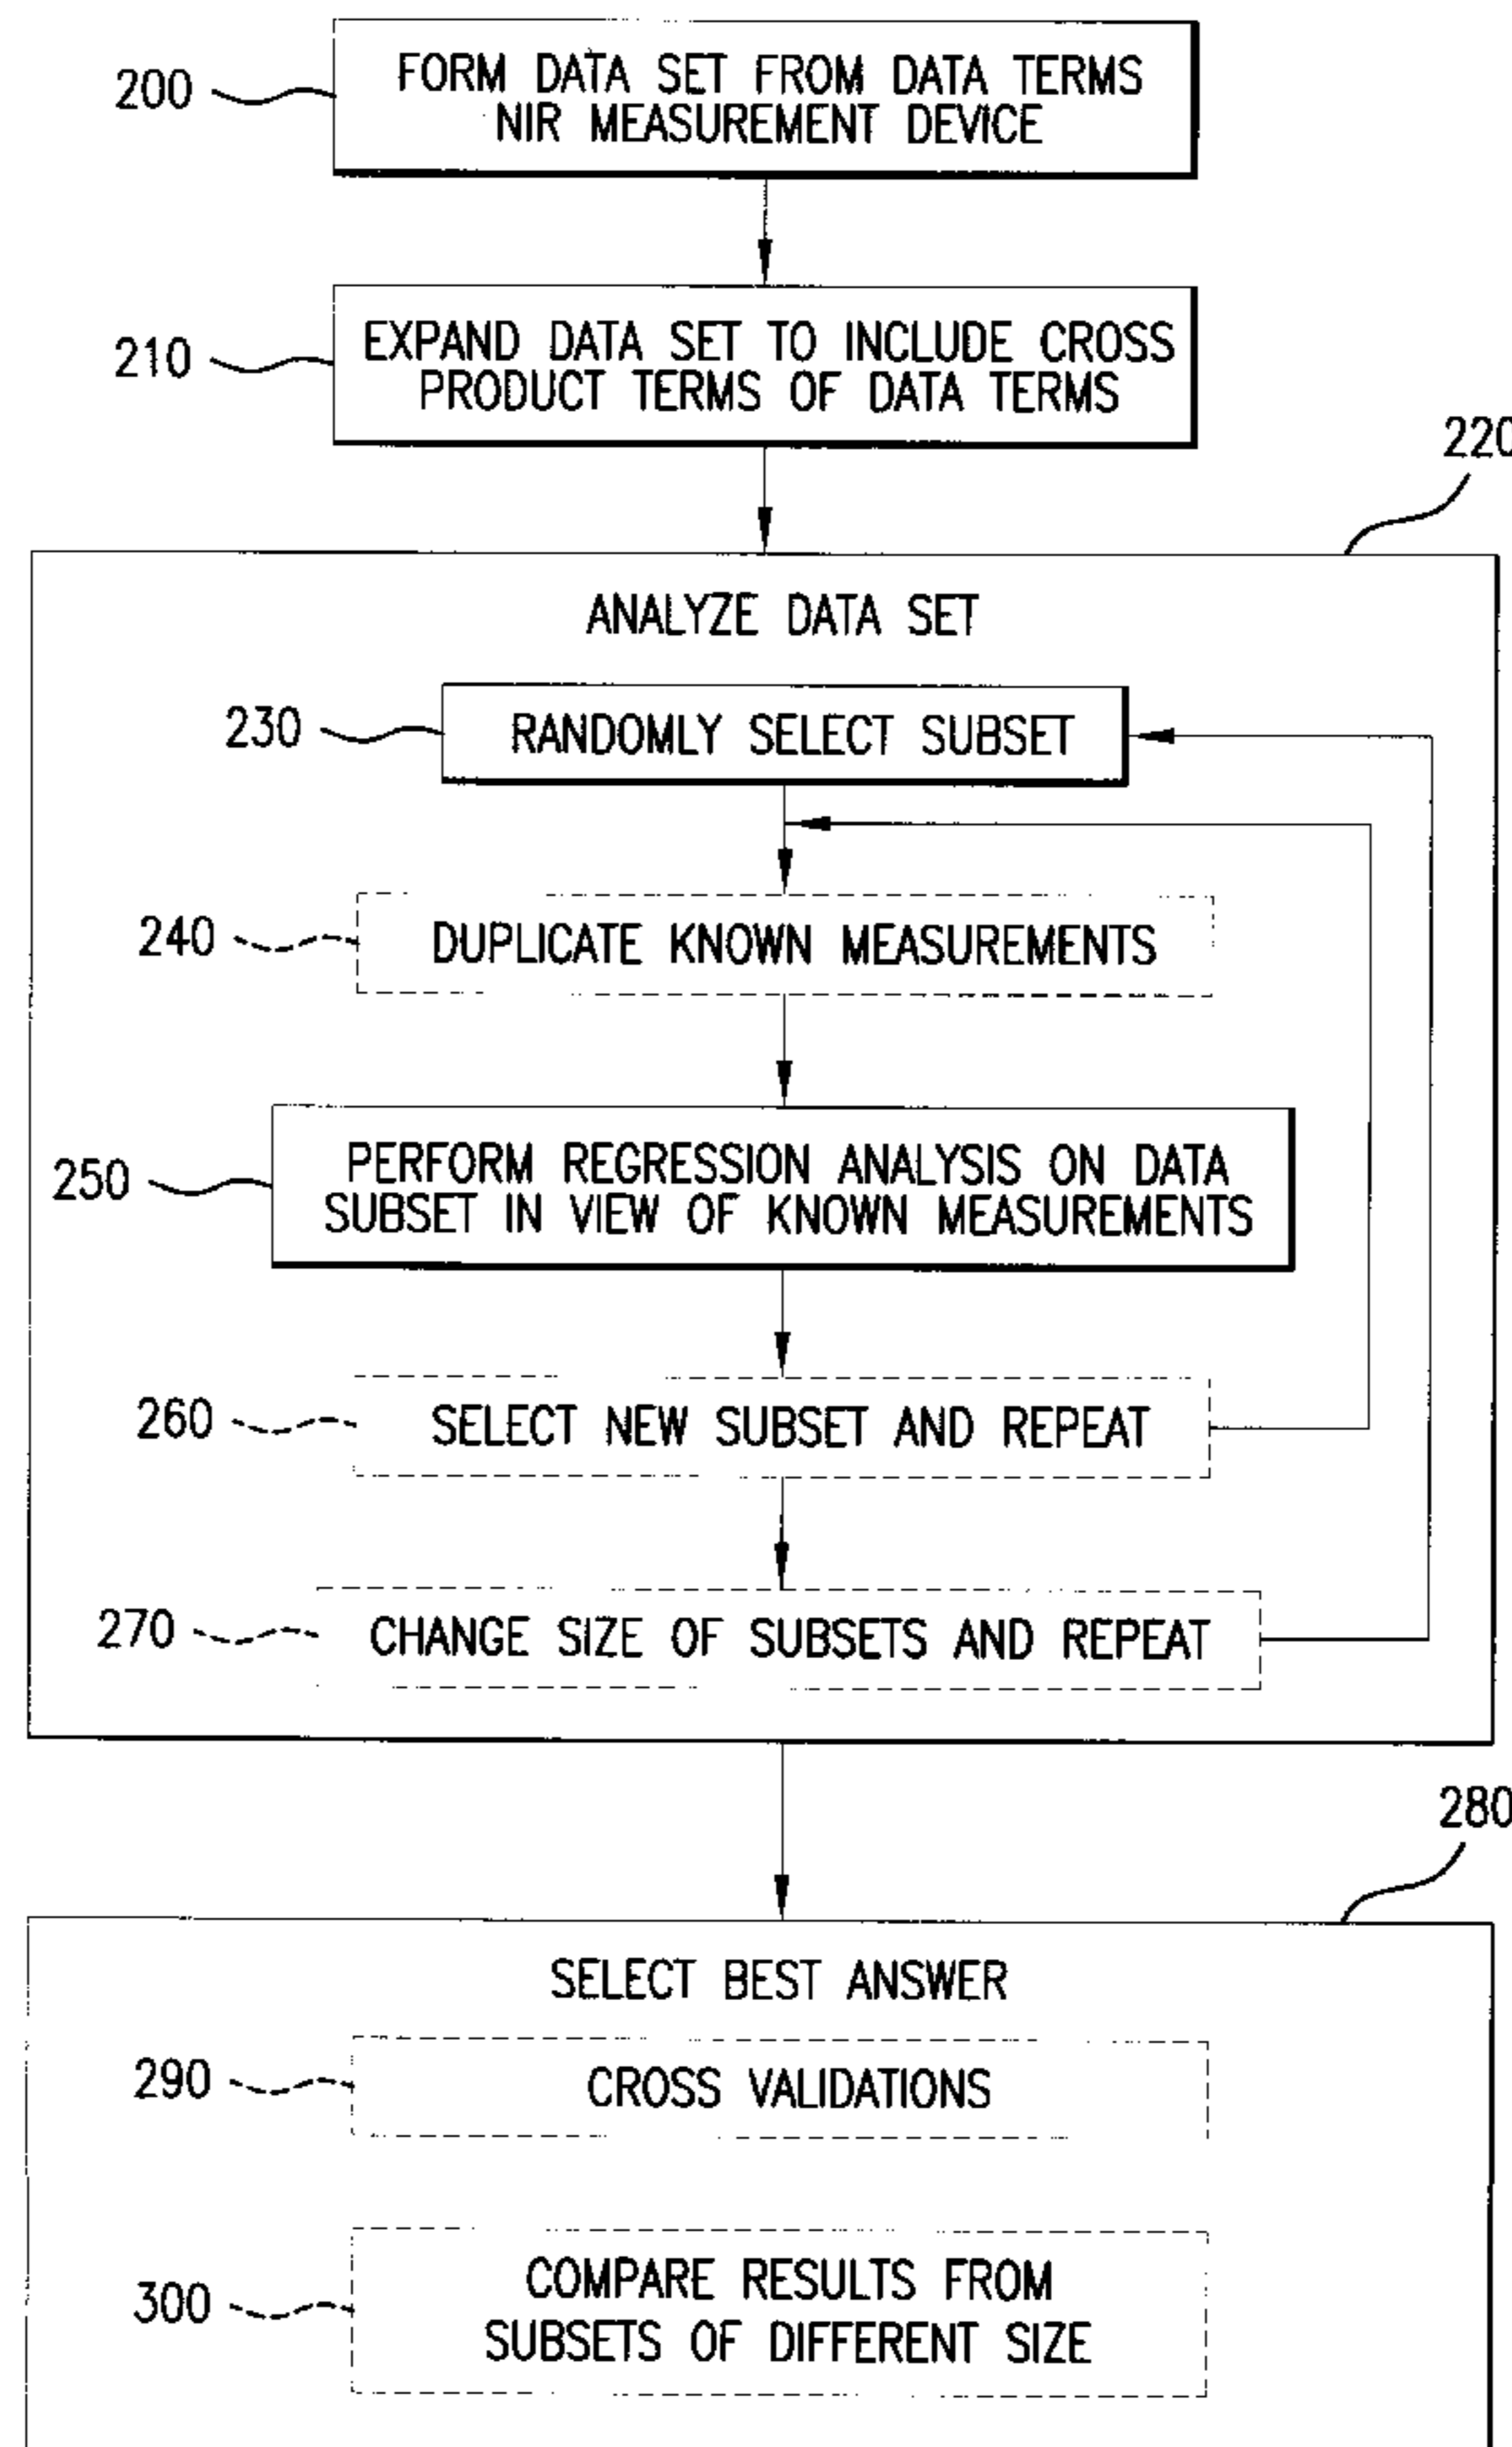 200
FORM DATA SET FROM DATA TERMS
NIR MEASUREMENT DEVICE
210
EXPAND DATA SET TO INCLUDE CROSS
PRODUCT TERMS OF DATA TERMS
220
ANALYZE DATA SET
230
RANDOMLY SELECT SUBSET
240
DUPLICATE KNOWN MEASUREMENTS
250
PERFORM REGRESSION ANALYSIS ON DATA
SUBSET IN VIEW OF KNOWN MEASUREMENTS
260
SELECT NEW SUBSET AND REPEAT
270
CHANGE SIZE OF SUBSETS AND REPEAT
280
SELECT BEST ANSWER
290
CROSS VALIDATIONS
300
COMPARE RESULTS FROM
SUBSETS OF DIFFERENT SIZE